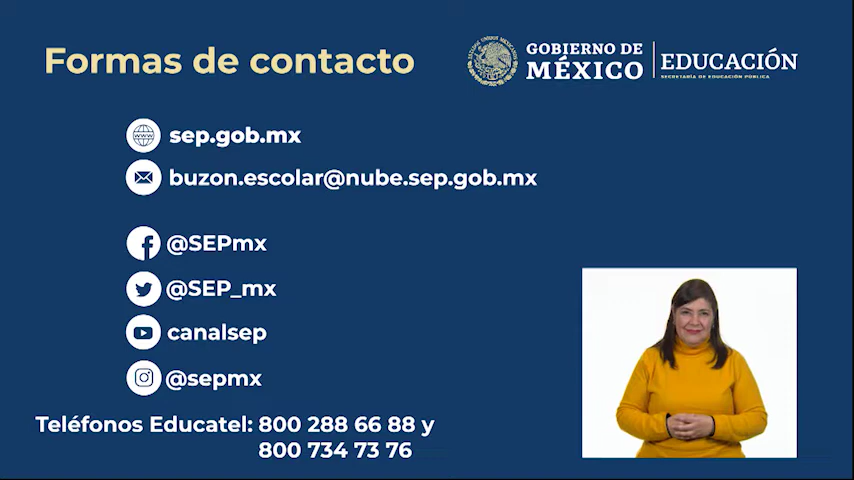 Formas de contacto
GOBIERNO DE
MÉXICO
EDUCACIÓN
SECRETARÍA DE EDUCACIÓN PÚBLICA
www
sep.gob.mx
buzon.escolar@nube.sep.gob.mx
@SEPmx
@SEP_mx
canalsep
@sepmx
Teléfonos Educatel: 800 288 66 88 y
800 734 73 76